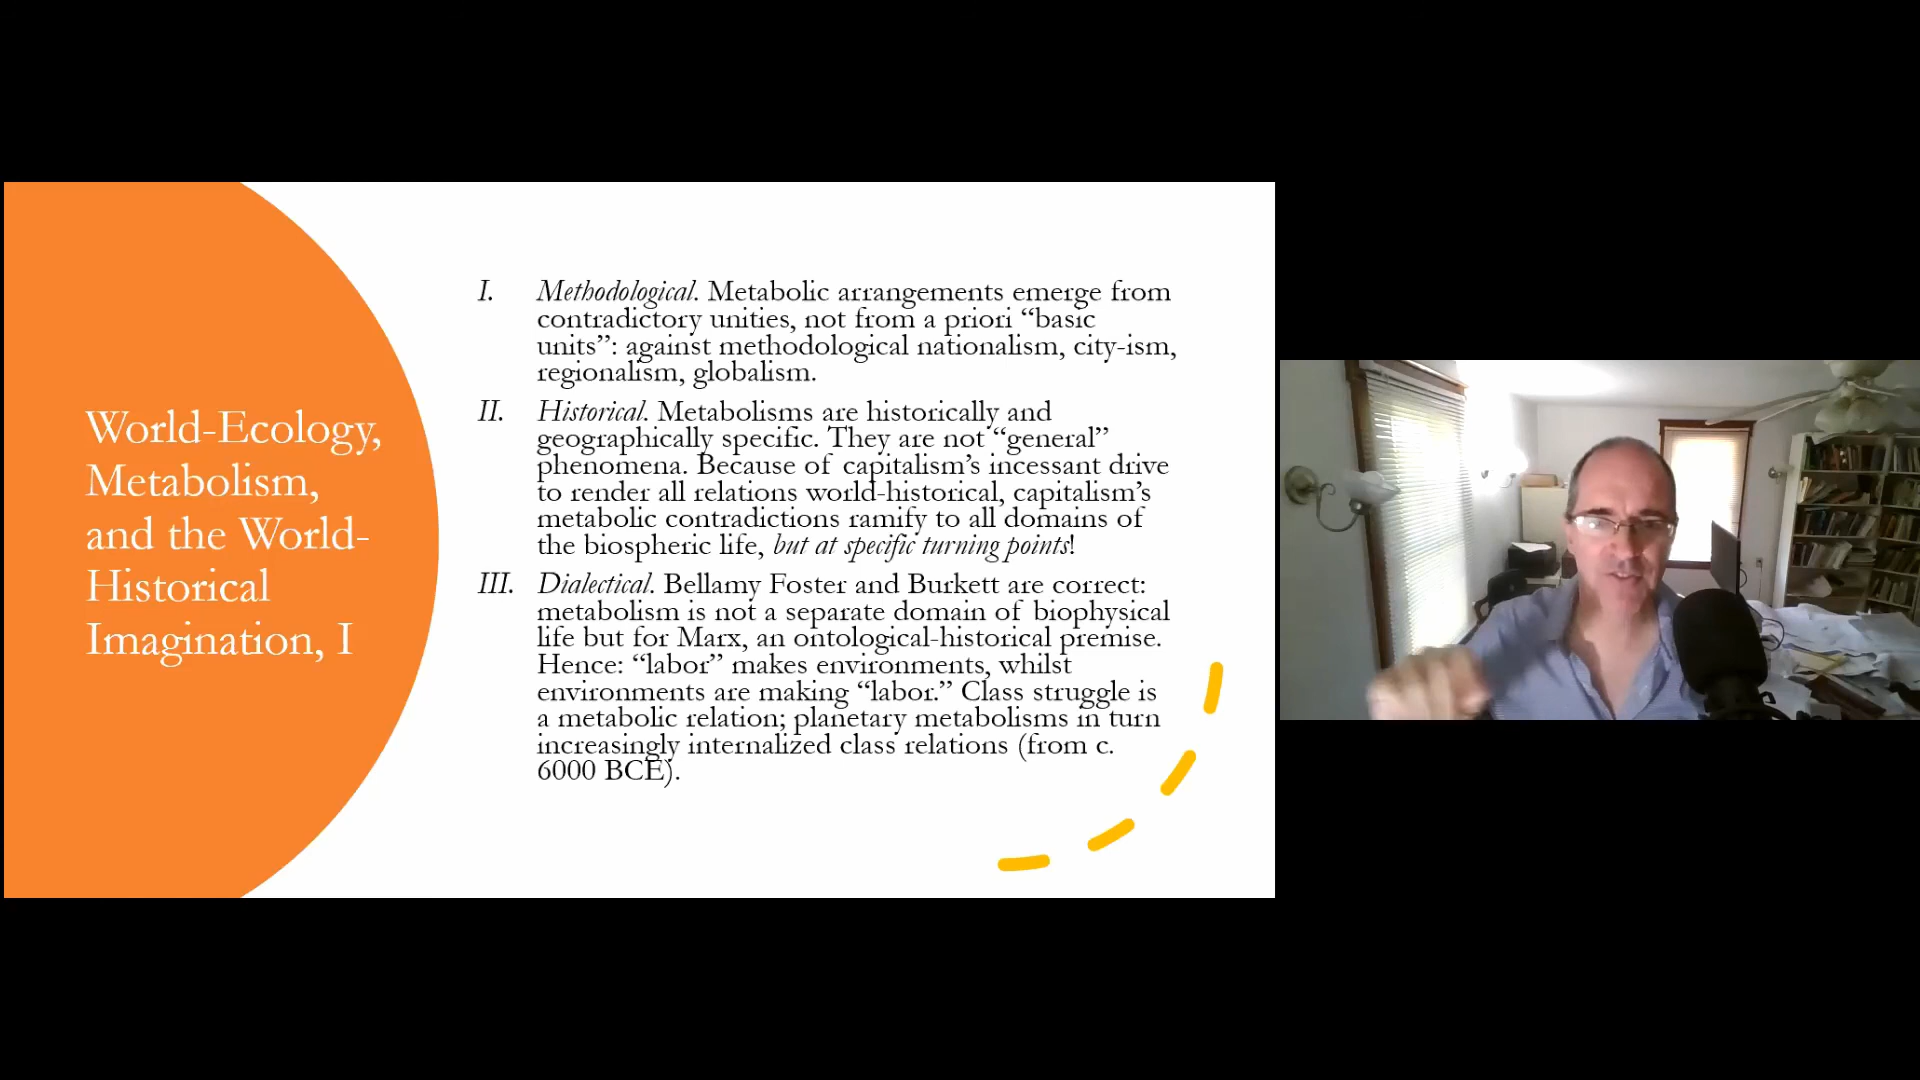 World-Ecology,
Metabolism,
and the World-
Historical
Imagination, I
I. Methodological. Metabolic arrangements emerge from
contradictory unities, not from a priori “basic
units”: against methodological nationalism, city-ism,
regionalism, globalism.
II. Historical. Metabolisms are historically and
geographically specific. They are not “general”
phenomena. Because of capitalism’s incessant drive
to render all relations world-historical, capitalism’s
metabolic contradictions ramify to all domains of
the biospheric life, but at specific turning points!
III. Dialectical. Bellamy Foster and Burkett are correct:
metabolism is not a separate domain of biophysical
life but for Marx, an ontological-historical premise.
Hence: “labor” makes environments, whilst
environments are making “labor.” Class struggle is
a metabolic relation; planetary metabolisms in turn
increasingly internalized class relations (from c.
6000 BCE).